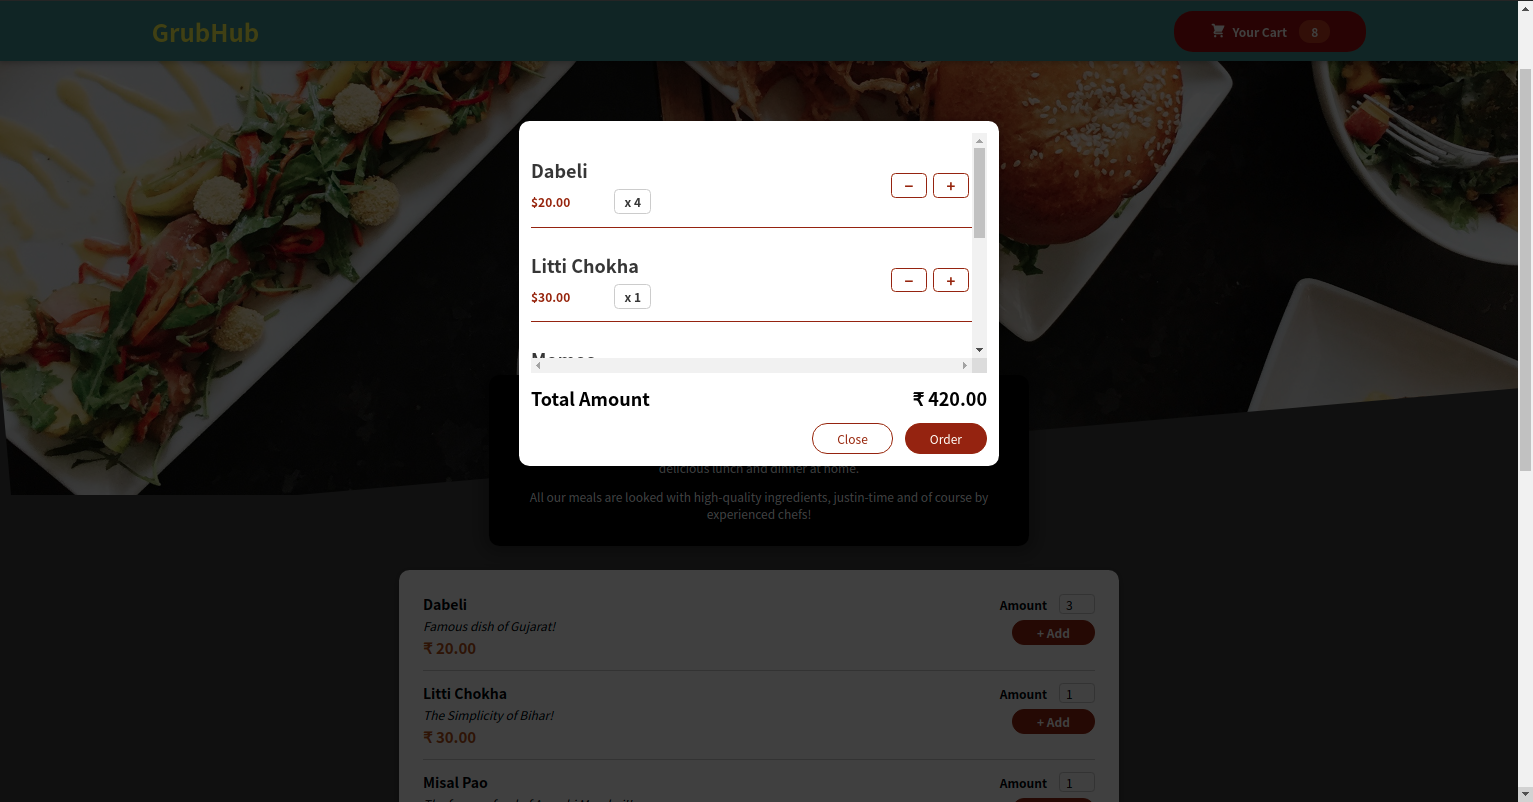 GrubHub
Your Cart 8
Dabeli
$20.00 x 4
− +
Litti Chokha
$30.00 x 1
− +
Total Amount ₹ 420.00
Close Order
delicious lunch and dinner at home.
All our meals are looked with high-quality ingredients, justin-time and of course by
experienced chefs!
Dabeli Amount 3
Famous dish of Gujarat! + Add
₹ 20.00
Litti Chokha Amount 1
The Simplicity of Bihar! + Add
₹ 30.00
Misal Pao Amount 1